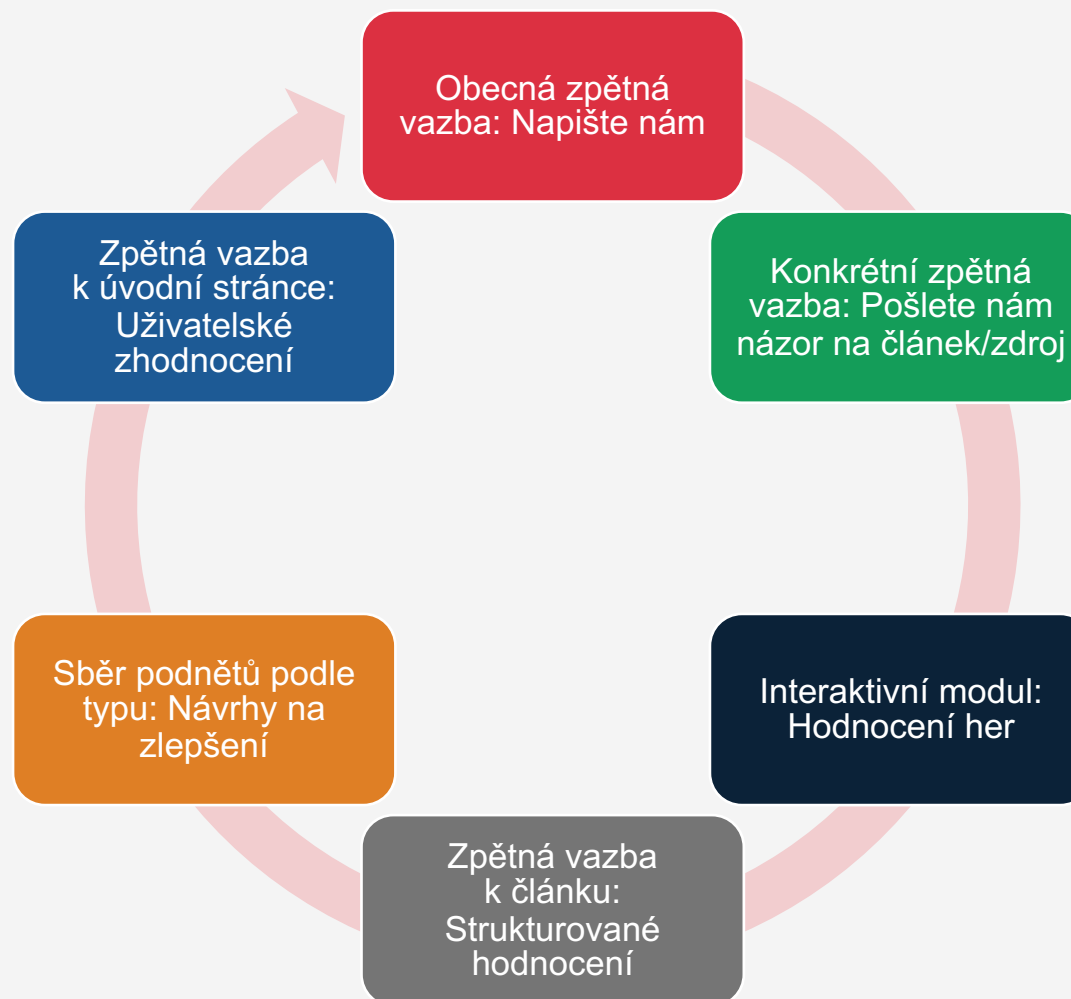 Obecná zpětná
vazba: Napište nám
Konkrétní zpětná
vazba: Pošlete nám
názor na článek/zdroj
Interaktivní modul:
Hodnocení her
Zpětná vazba
k článku:
Strukturované
hodnocení
Sběr podnětů podle
typu: Návrhy na
zlepšení
Zpětná vazba
k úvodní stránce:
Uživatelské
zhodnocení